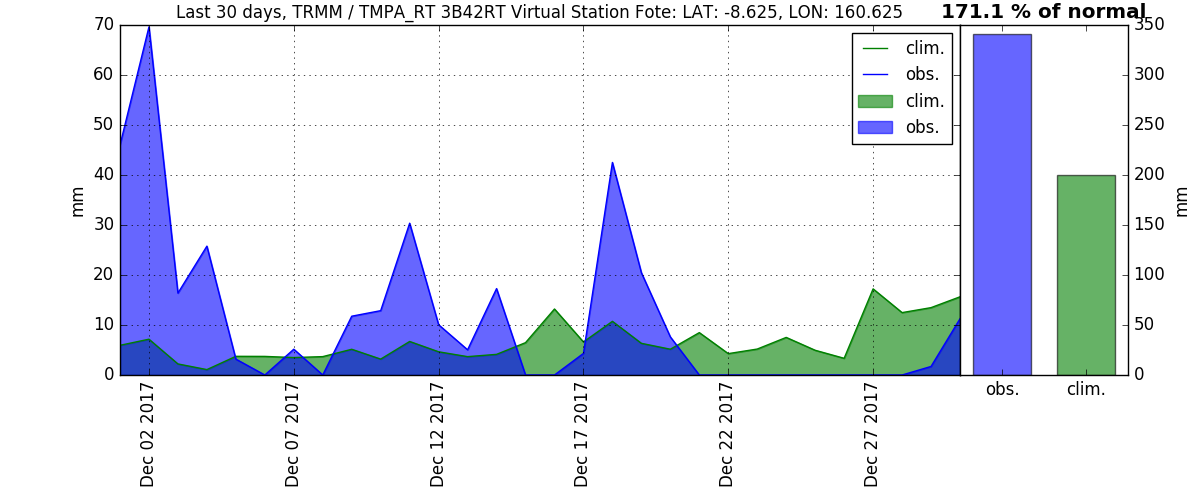 Last 30 days, TRMM / TMPA_RT 3B42RT Virtual Station Fote: LAT: -8.625, LON: 160.625
171.1 % of normal
70
60
50
40
30
20
10
0
mm
clim.
obs.
clim.
obs.
350
300
250
200
150
100
50
0
mm
obs.
clim.
Dec 02 2017
Dec 07 2017
Dec 12 2017
Dec 17 2017
Dec 22 2017
Dec 27 2017